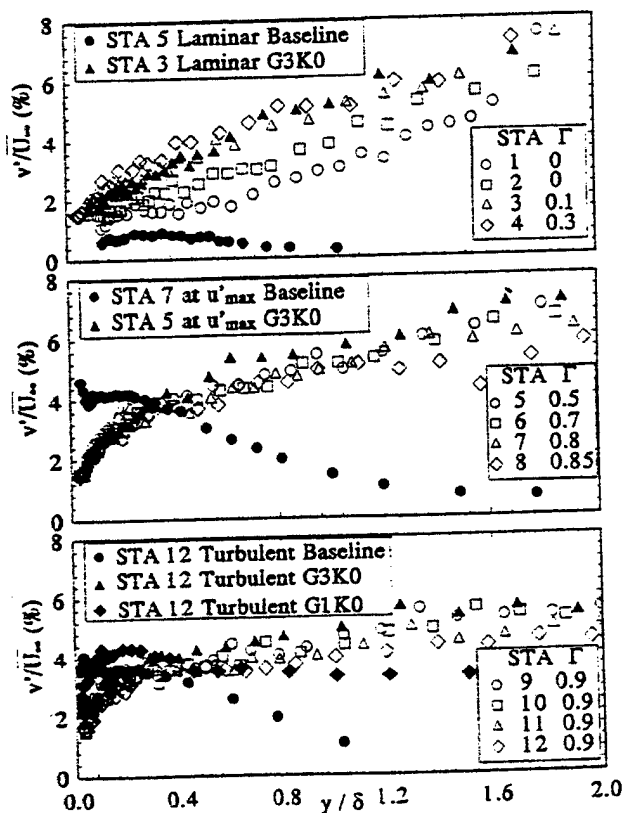 8
6
4
2
0
v'/U∞ (%)
STA 5 Laminar Baseline
STA 3 Laminar G3K0
STA Γ
1 0
2 0
3 0.1
4 0.3
8
6
4
2
0
v'/U∞ (%)
STA 7 at u'max Baseline
STA 5 at u'max G3K0
STA Γ
5 0.5
6 0.7
7 0.8
8 0.85
8
6
4
2
0
v'/U∞ (%)
STA 12 Turbulent Baseline
STA 12 Turbulent G3K0
STA 12 Turbulent G1K0
STA Γ
9 0.9
10 0.9
11 0.9
12 0.9
0.0 0.4 0.8 y / δ 1.2 1.6 2.0